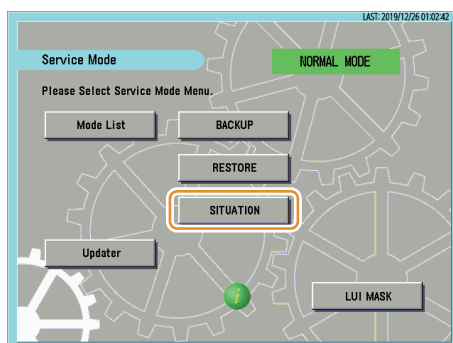 LAST: 2019/12/26 01:02:42
Service Mode
NORMAL MODE
Please Select Service Mode Menu.
Mode List
BACKUP
RESTORE
SITUATION
Updater
i
LUI MASK